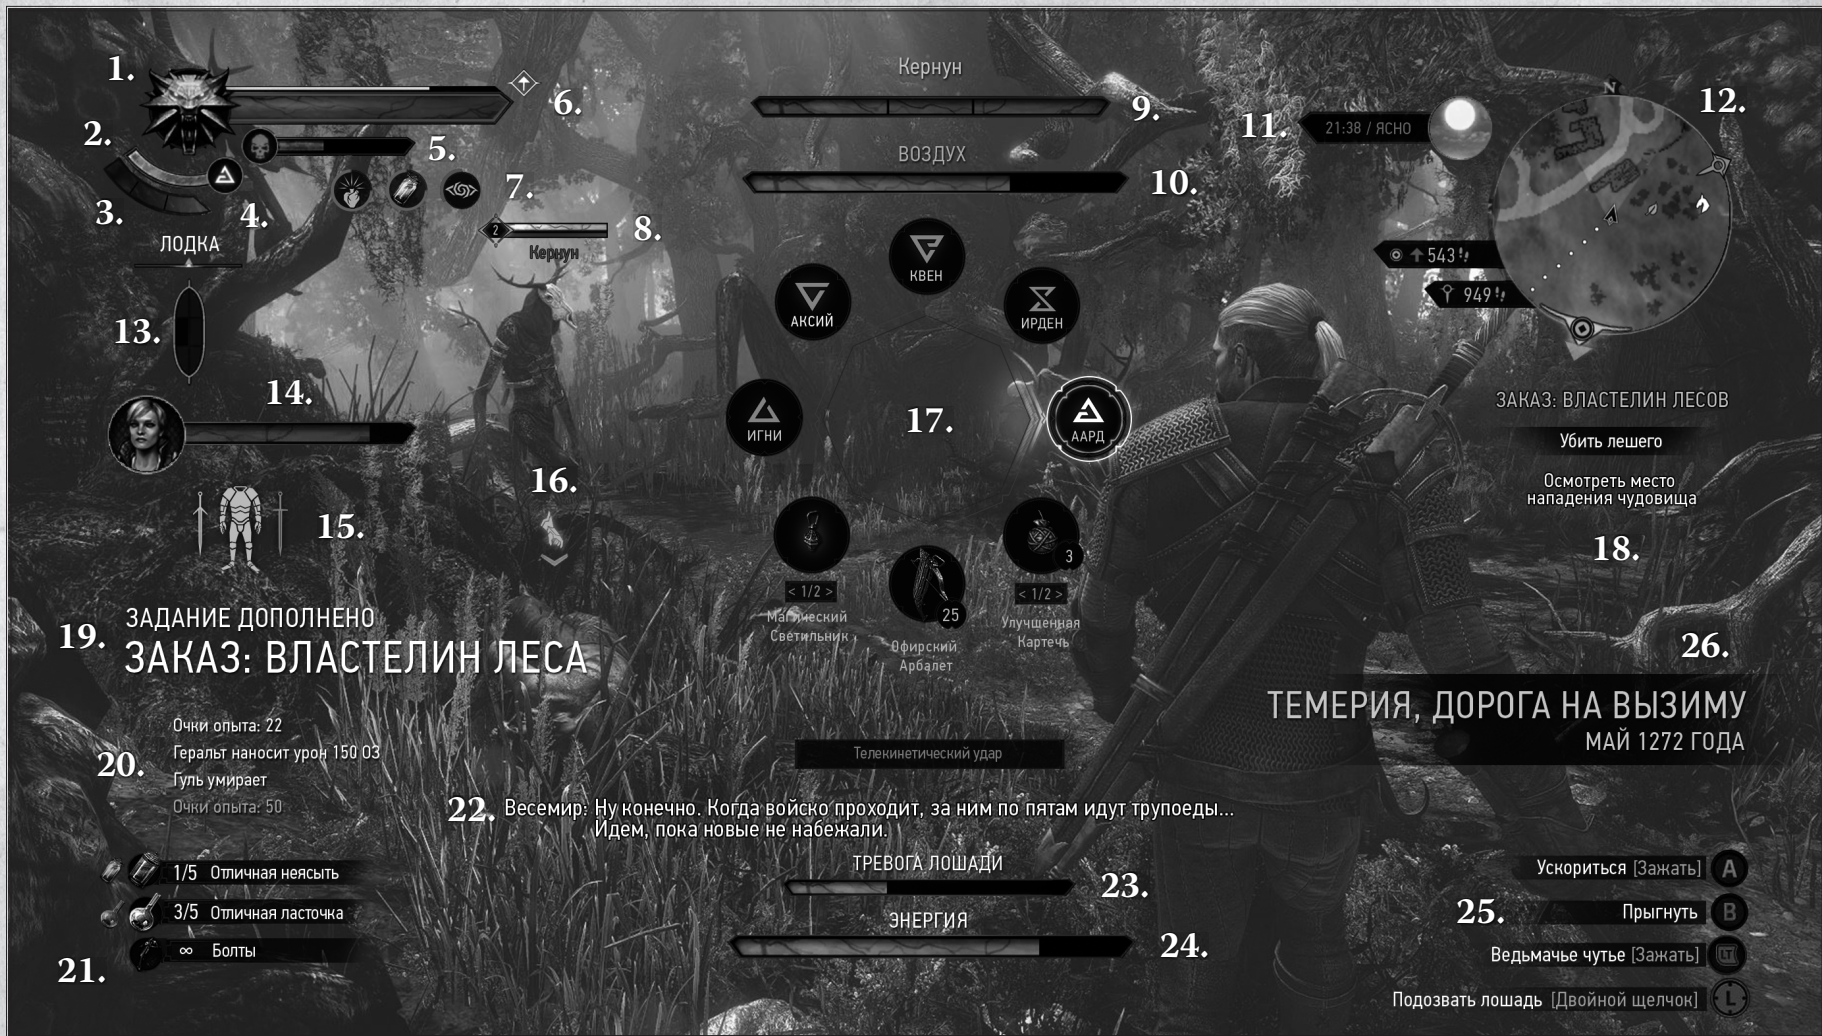 1.
2.
3.
4.
5.
6.
7.
2
Кернун
8.
Кернун
9.
ВОЗДУХ
10.
11.
21:38 / ЯСНО
N
12.
543
949
ЛОДКА
13.
14.
15.
16.
КВЕН
АКСИЙ
ИРДЕН
ИГНИ
17.
ААРД
< 1/2 >
Магический
Светильник
25
Офирский
Арбалет
3
< 1/2 >
Улучшенная
Картечь
ЗАКАЗ: ВЛАСТЕЛИН ЛЕСОВ
Убить лешего
Осмотреть место
нападения чудовища
18.
19.
ЗАДАНИЕ ДОПОЛНЕНО
ЗАКАЗ: ВЛАСТЕЛИН ЛЕСА
26.
ТЕМЕРИЯ, ДОРОГА НА ВЫЗИМУ
МАЙ 1272 ГОДА
20.
Очки опыта: 22
Геральт наносит урон 150 ОЗ
Гуль умирает
Очки опыта: 50
Телекинетический удар
22.
Весемир: Ну конечно. Когда войско проходит, за ним по пятам идут трупоеды...
Идем, пока новые не набежали.
ТРЕВОГА ЛОШАДИ
23.
ЭНЕРГИЯ
24.
1/5 Отличная неясыть
3/5 Отличная ласточка
∞ Болты
21.
25.
Ускориться [Зажать] A
Прыгнуть B
Ведьмачье чутье [Зажать] LT
Подозвать лошадь [Двойной щелчок] L